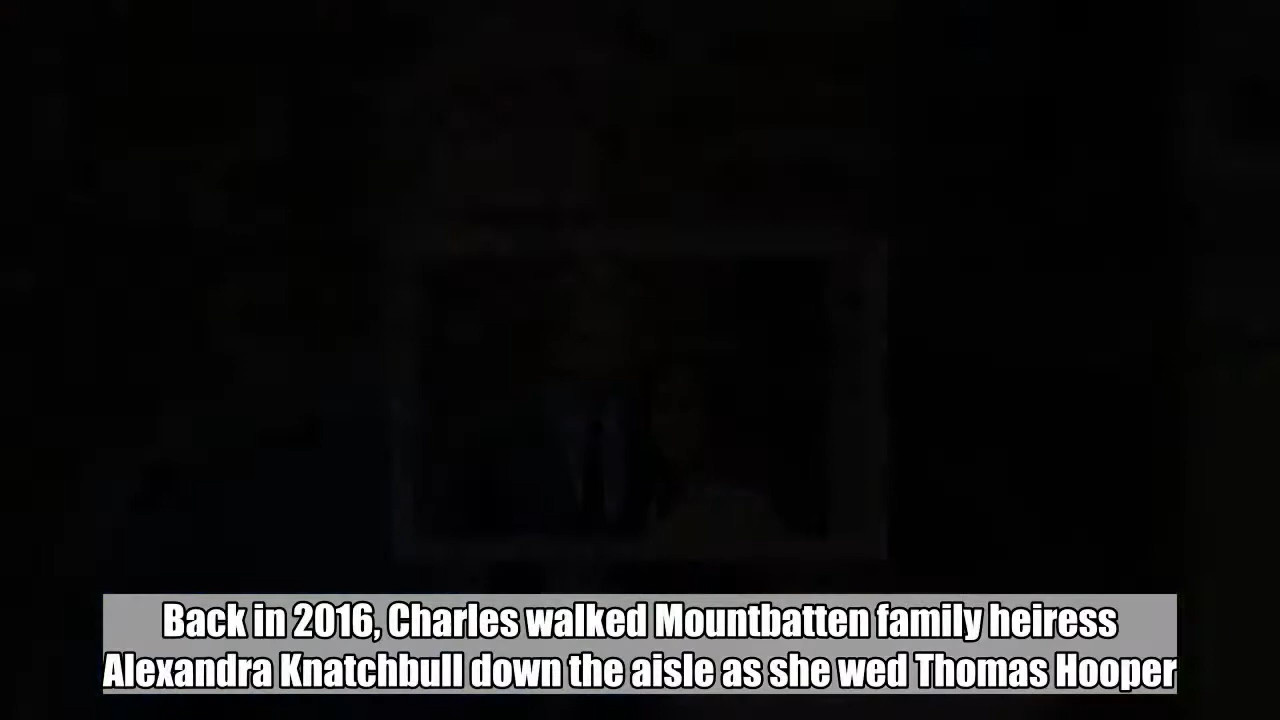 Back in 2016, Charles walked Mountbatten family heiress
Alexandra Knatchbull down the aisle as she wed Thomas Hooper